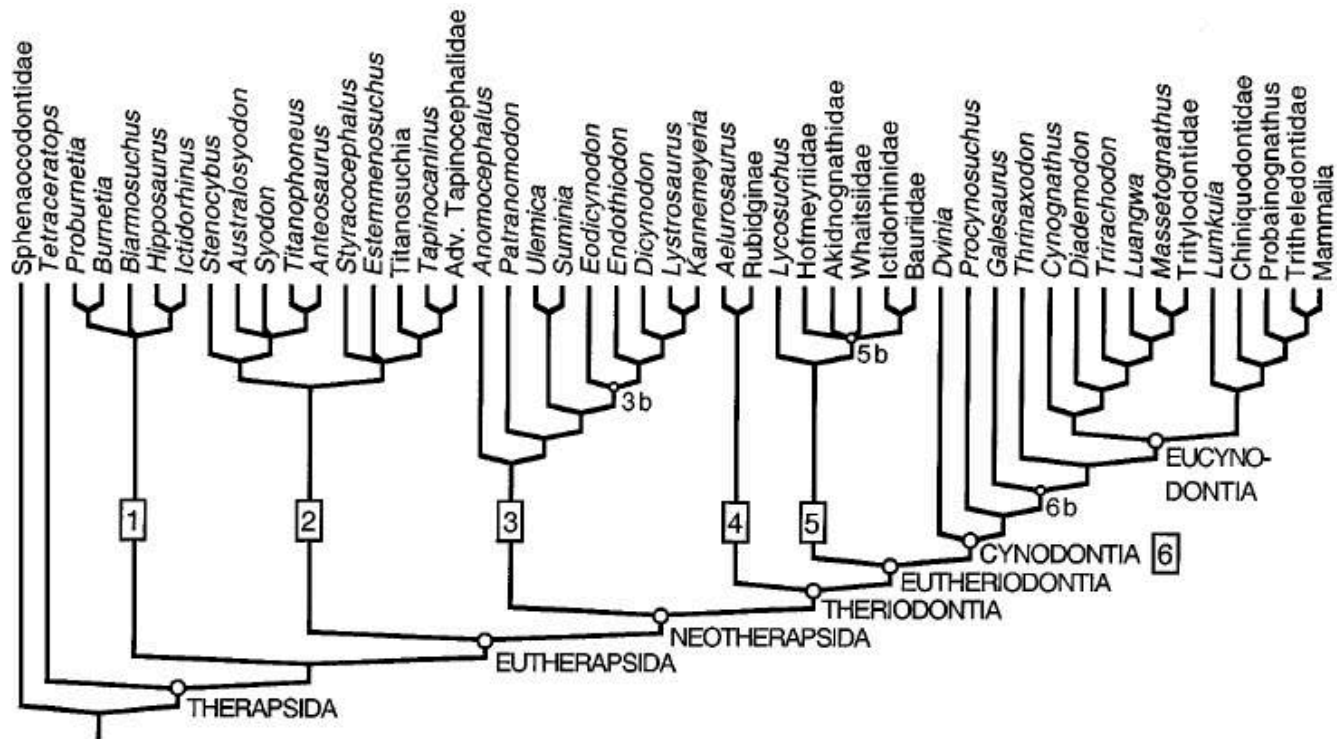 Sphenacodontidae
Tetraceratops
Proburnetia
Burnetia
Biarmosuchus
Hipposaurus
Ictidorhinus
Stenocybus
Australosyodon
Syodon
Titanophoneus
Anteosaurus
Styracocephalus
Estemmenosuchus
Titanosuchia
Tapinocaninus
Adv. Tapinocephalidae
Anomocephalus
Patranomodon
Ulemica
Suminia
Eodicynodon
Endothiodon
Dicynodon
Lystrosaurus
Kannemeyeria
Aelurosaurus
Rubidginae
Lycosuchus
Hofmeyriidae
Akidnognathidae
Whaitsiidae
Ictidorhinidae
Bauriidae
Dvinia
Procynosuchus
Galesaurus
Thrinaxodon
Cynognathus
Diademodon
Trirachodon
Luangwa
Massetognathus
Tritylodontidae
Lumkuia
Chiniquodontidae
Probainognathus
Tritheledontidae
Mammalia
5b
3b
EUCYNO-
DONTIA
6b
1
2
3
4
5
CYNODONTIA 6
EUTHERIODONTIA
THERIODONTIA
NEOTHERAPSIDA
EUTHERAPSIDA
THERAPSIDA